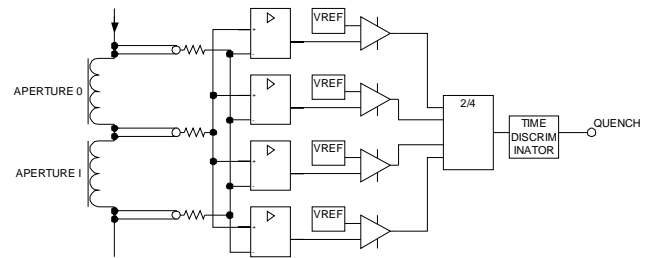 VREF
APERTURE 0
VREF
2/4
TIME
DISCRIM
INATOR
QUENCH
APERTURE I
VREF
VREF
+
-
+
-
+
-
+
-